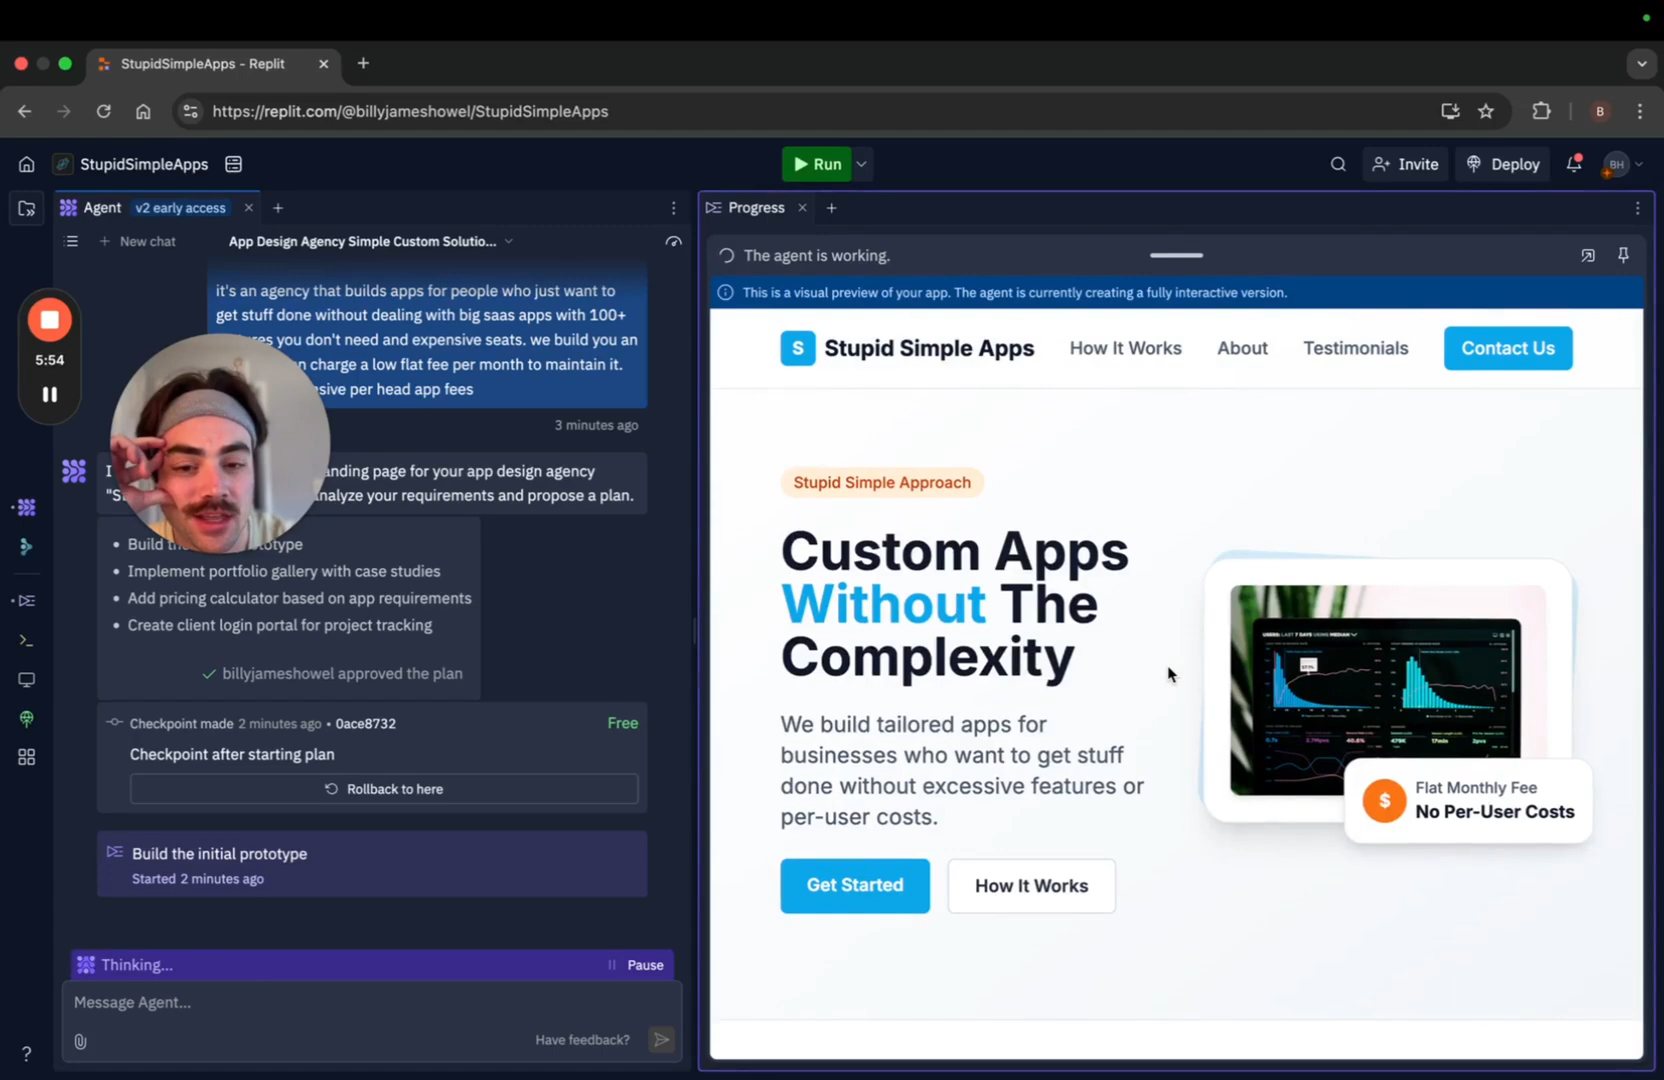 StupidSimpleApps - Replit
https://replit.com/@billyjameshowel/StupidSimpleApps
B
StupidSimpleApps
Run
Invite
Deploy
BH
Agent
v2 early access
Progress
New chat
App Design Agency Simple Custom Solutio...
it's an agency that builds apps for people who just want to
get stuff done without dealing with big saas apps with 100+
you don't need and expensive seats. we build you an
charge a low flat fee per month to maintain it.
per head app fees
3 minutes ago
5:54
landing page for your app design agency
analyze your requirements and propose a plan.
Build
Implement portfolio gallery with case studies
Add pricing calculator based on app requirements
Create client login portal for project tracking
billyjameshowel approved the plan
Checkpoint made 2 minutes ago • 0ace8732
Free
Checkpoint after starting plan
Rollback to here
Build the initial prototype
Started 2 minutes ago
Thinking...
Pause
Message Agent...
Have feedback?
?
The agent is working.
This is a visual preview of your app. The agent is currently creating a fully interactive version.
S
Stupid Simple Apps
How It Works
About
Testimonials
Contact Us
Stupid Simple Approach
Custom Apps
Without The
Complexity
We build tailored apps for
businesses who want to get stuff
done without excessive features or
per-user costs.
Get Started
How It Works
USERS: LAST 7 DAYS USING MEDIAN
$
Flat Monthly Fee
No Per-User Costs